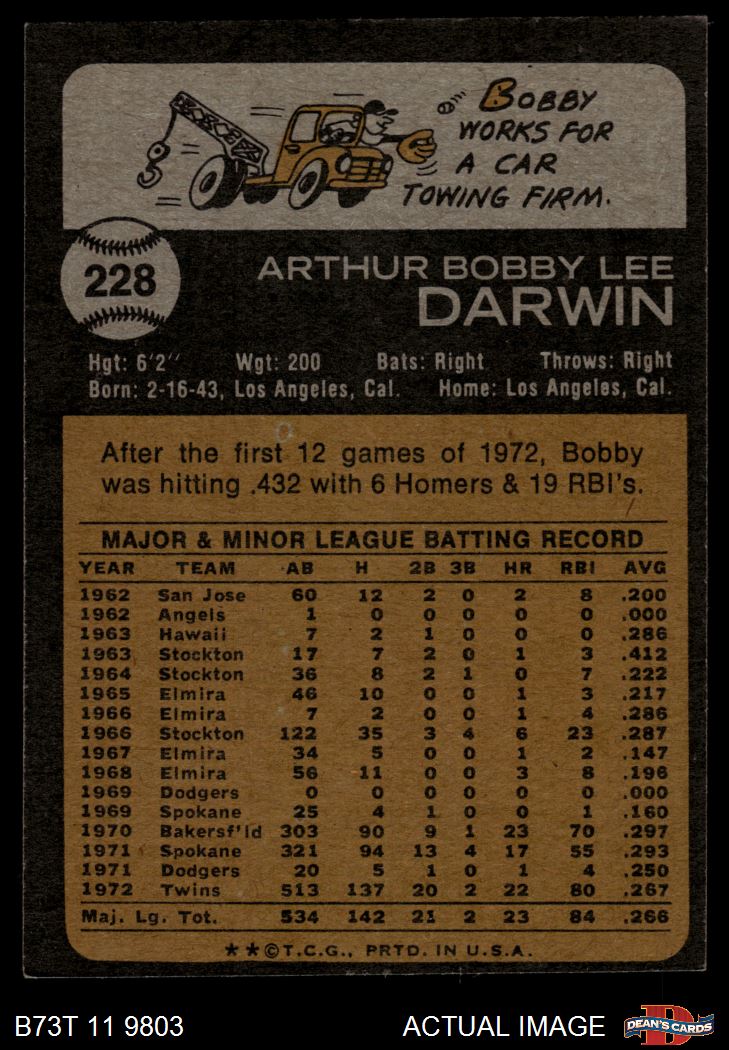 BOBBY
WORKS FOR
A CAR
TOWING FIRM.
228
ARTHUR BOBBY LEE
DARWIN
Hgt: 6'2" Wgt: 200 Bats: Right Throws: Right
Born: 2-16-43, Los Angeles, Cal. Home: Los Angeles, Cal.
After the first 12 games of 1972, Bobby
was hitting .432 with 6 Homers & 19 RBI's.
MAJOR & MINOR LEAGUE BATTING RECORD
YEAR TEAM AB H 2B 3B HR RBI AVG
1962 San Jose 60 12 2 0 2 8 .200
1962 Angels 1 0 0 0 0 0 .000
1963 Hawaii 7 2 1 0 0 0 .286
1963 Stockton 17 7 2 0 1 3 .412
1964 Stockton 36 8 2 1 0 7 .222
1965 Elmira 46 10 0 0 1 3 .217
1966 Elmira 7 2 0 0 1 4 .286
1966 Stockton 122 35 3 4 6 23 .287
1967 Elmira 34 5 0 0 1 2 .147
1968 Elmira 56 11 0 0 3 8 .196
1969 Dodgers 0 0 0 0 0 0 .000
1969 Spokane 25 4 1 0 0 1 .160
1970 Bakersf'ld 303 90 9 1 23 70 .297
1971 Spokane 321 94 13 4 17 55 .293
1971 Dodgers 20 5 1 0 1 4 .250
1972 Twins 513 137 20 2 22 80 .267
Maj. Lg. Tot. 534 142 21 2 23 84 .266
★★©T.C.G., PRTD. IN U.S.A.
B73T 11 9803 ACTUAL IMAGE D DEAN'S CARDS